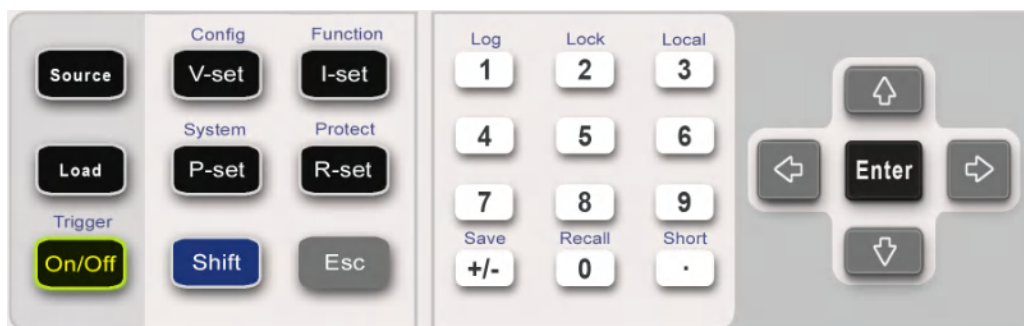 Config Function Log Lock Local
Source V-set I-set 1 2 3
System Protect
Load P-set R-set 4 5 6 Enter
Trigger 7 8 9
Save Recall Short
On/Off Shift Esc +/- 0 .